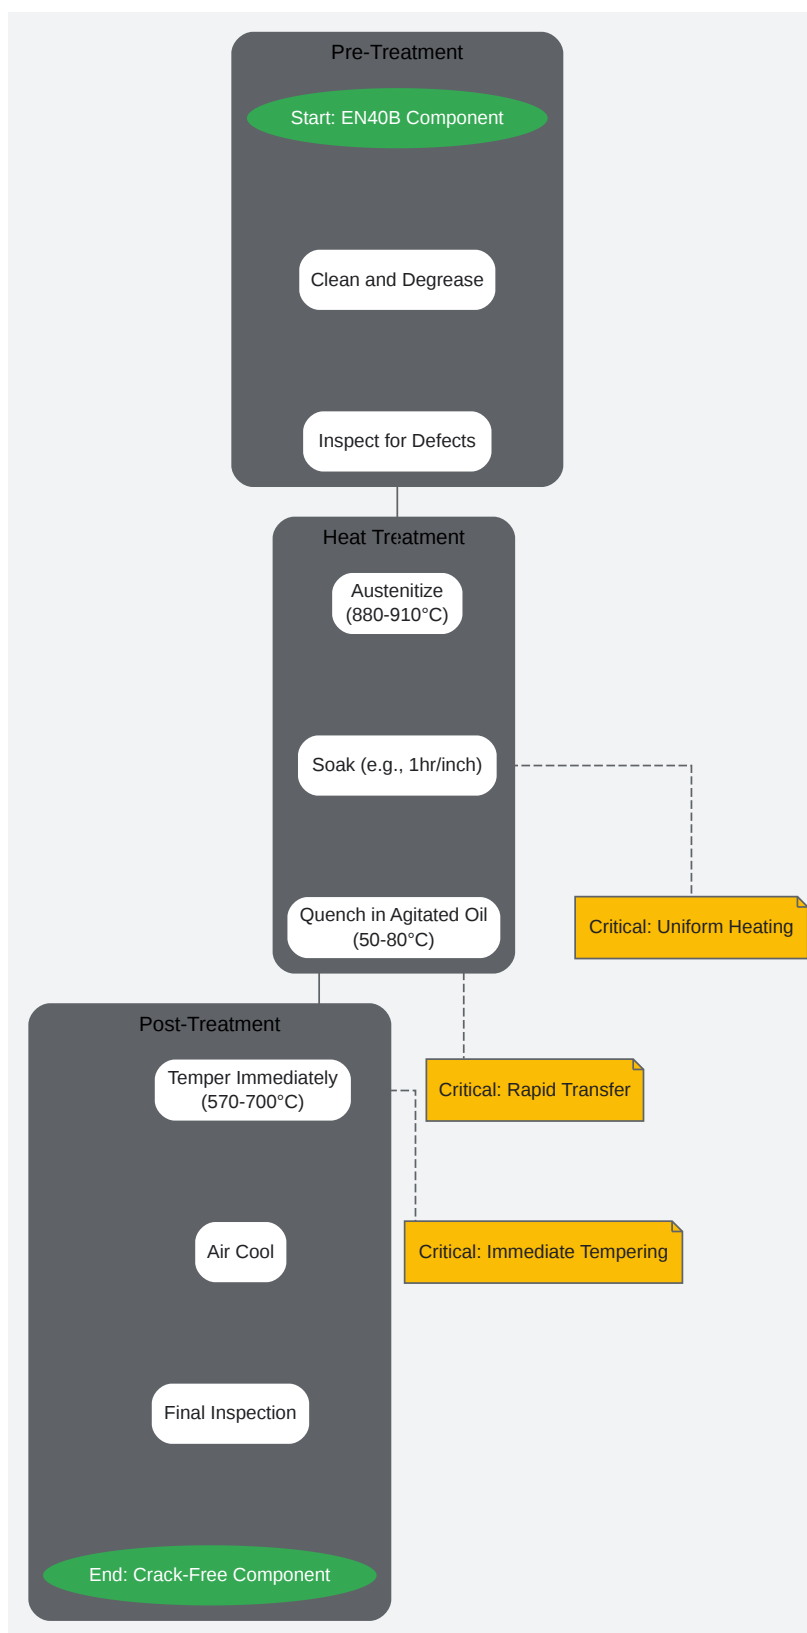 Pre-Treatment
Start: EN40B Component
Clean and Degrease
Inspect for Defects
Heat Treatment
Austenitize
(880-910°C)
Soak (e.g., 1hr/inch)
Quench in Agitated Oil
(50-80°C)
Critical: Uniform Heating
Post-Treatment
Temper Immediately
(570-700°C)
Critical: Rapid Transfer
Air Cool
Critical: Immediate Tempering
Final Inspection
End: Crack-Free Component